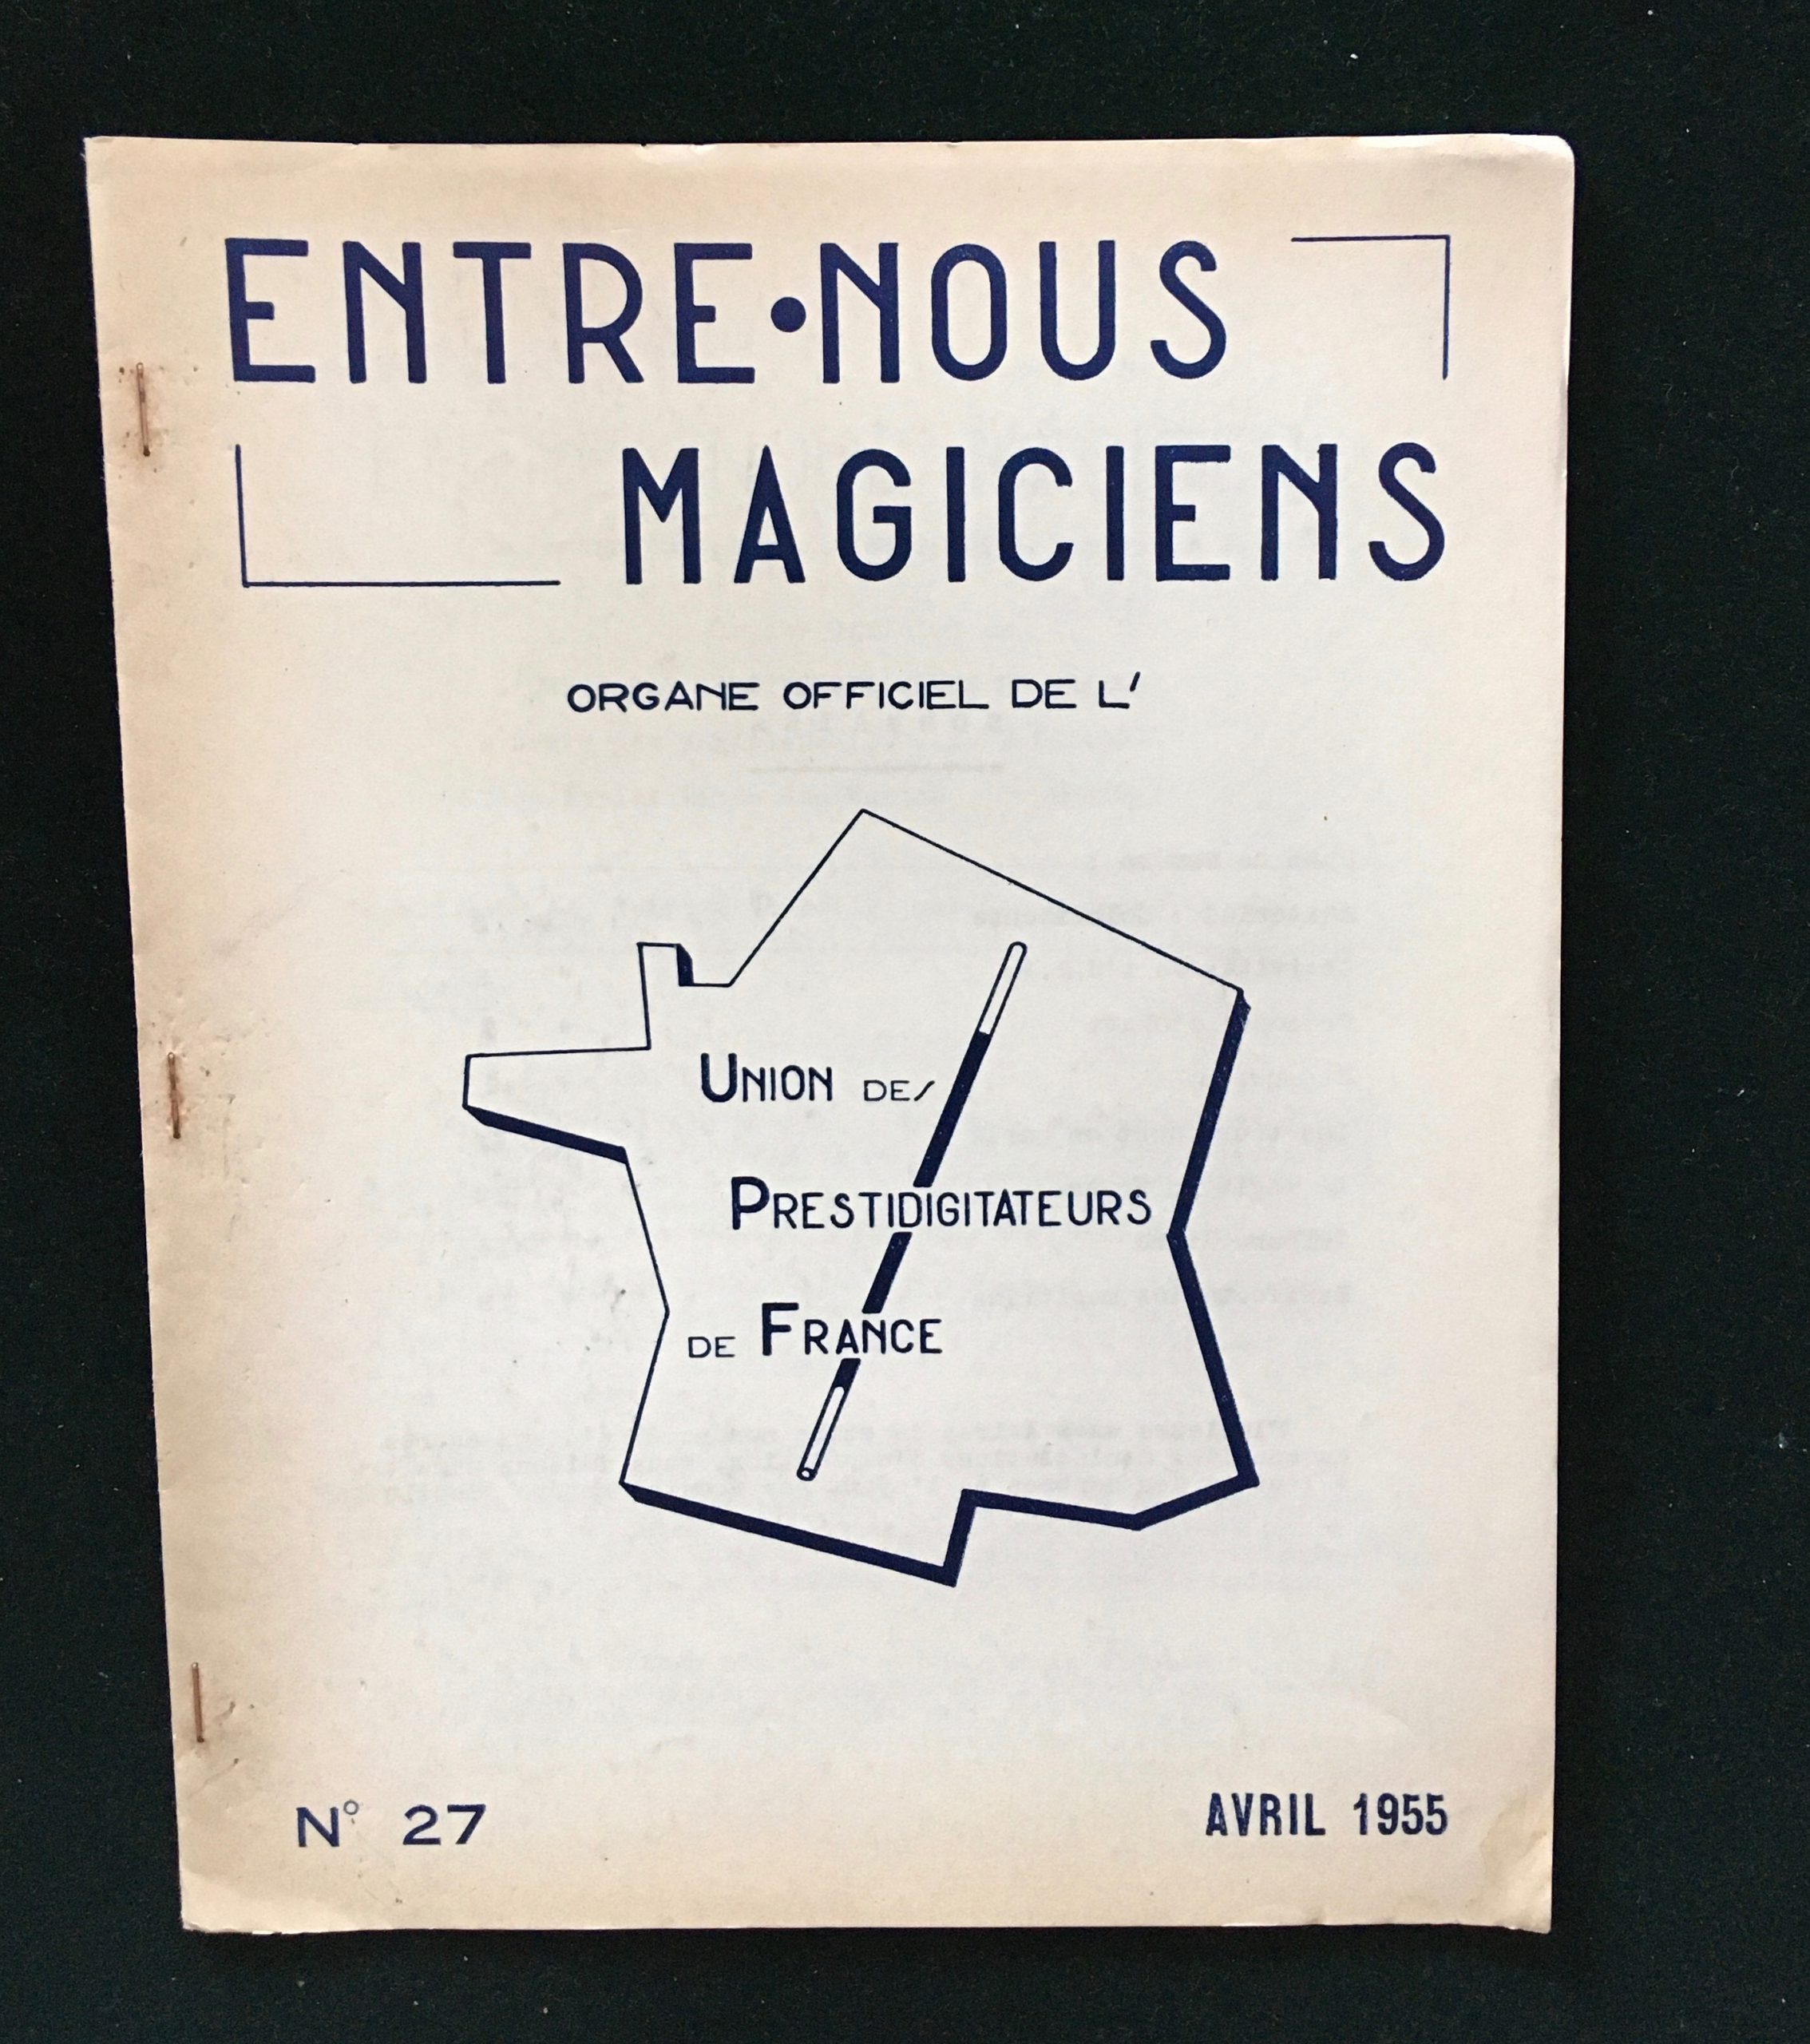 ENTRE•NOUS
MAGICIENS
ORGANE OFFICIEL DE L'
UNION DES
PRESTIDIGITATEURS
DE FRANCE
N° 27
AVRIL 1955